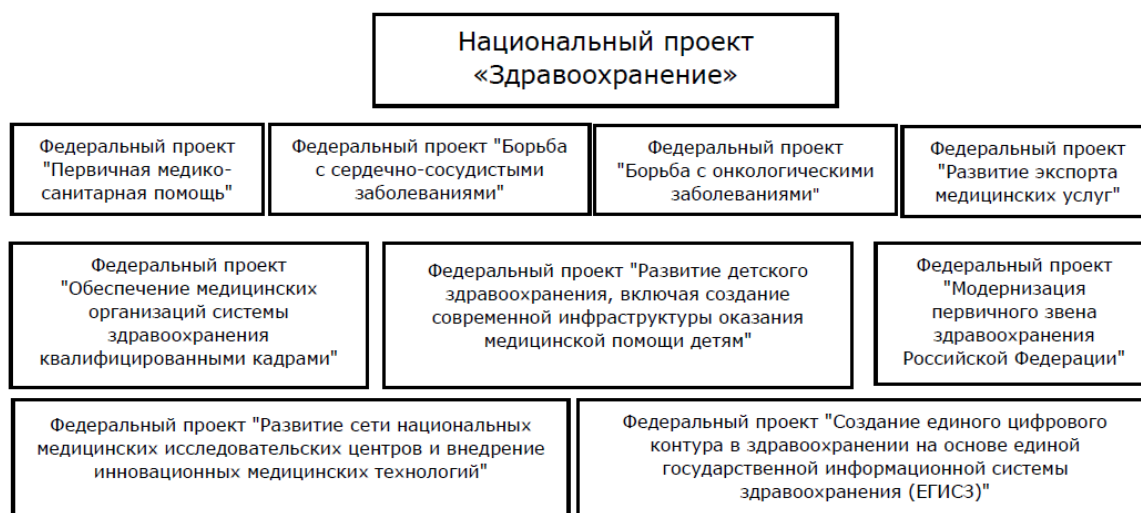 Национальный проект
«Здравоохранение»
Федеральный проект
"Первичная медико-
санитарная помощь"
Федеральный проект "Борьба
с сердечно-сосудистыми
заболеваниями"
Федеральный проект
"Борьба с онкологическими
заболеваниями"
Федеральный проект
"Развитие экспорта
медицинских услуг"
Федеральный проект
"Обеспечение медицинских
организаций системы
здравоохранения
квалифицированными кадрами"
Федеральный проект "Развитие детского
здравоохранения, включая создание
современной инфраструктуры оказания
медицинской помощи детям"
Федеральный проект
"Модернизация
первичного звена
здравоохранения
Российской Федерации"
Федеральный проект "Развитие сети национальных
медицинских исследовательских центров и внедрение
инновационных медицинских технологий"
Федеральный проект "Создание единого цифрового
контура в здравоохранении на основе единой
государственной информационной системы
здравоохранения (ЕГИСЗ)"